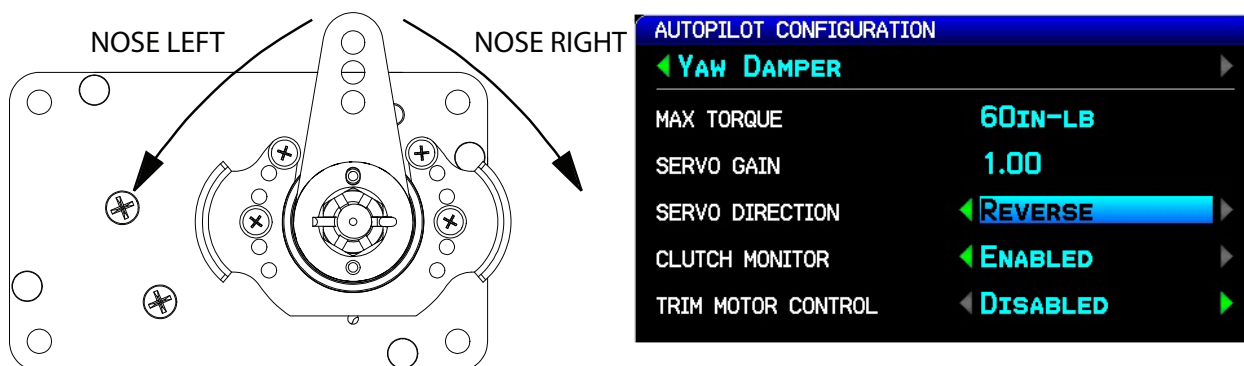 NOSE LEFT
NOSE RIGHT
AUTOPILOT CONFIGURATION
YAW DAMPER
MAX TORQUE 60IN-LB
SERVO GAIN 1.00
SERVO DIRECTION REVERSE
CLUTCH MONITOR ENABLED
TRIM MOTOR CONTROL DISABLED